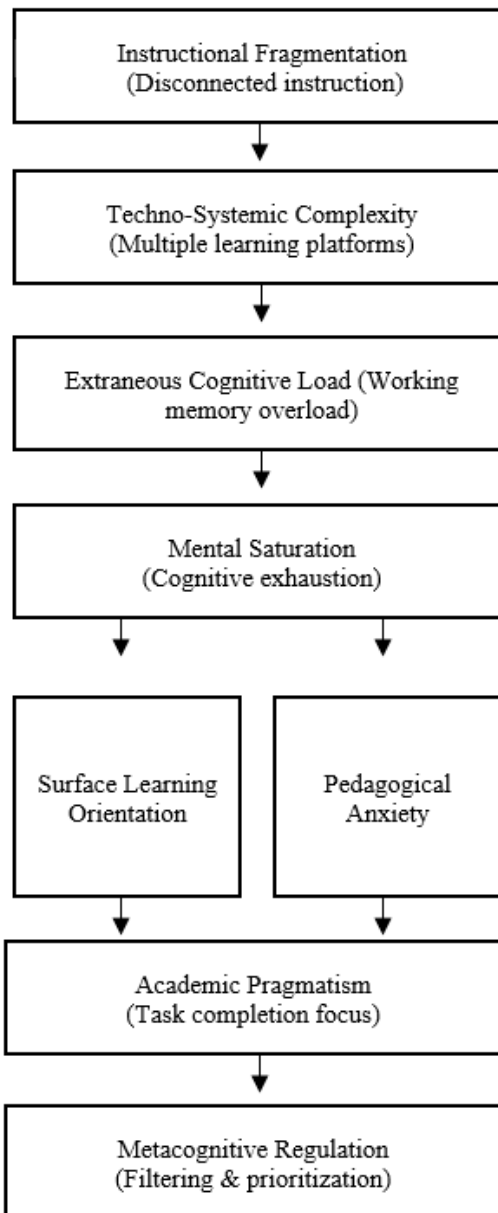 Instructional Fragmentation
(Disconnected instruction)
Techno-Systemic Complexity
(Multiple learning platforms)
Extraneous Cognitive Load (Working
memory overload)
Mental Saturation
(Cognitive exhaustion)
Surface Learning
Orientation
Pedagogical
Anxiety
Academic Pragmatism
(Task completion focus)
Metacognitive Regulation
(Filtering & prioritization)